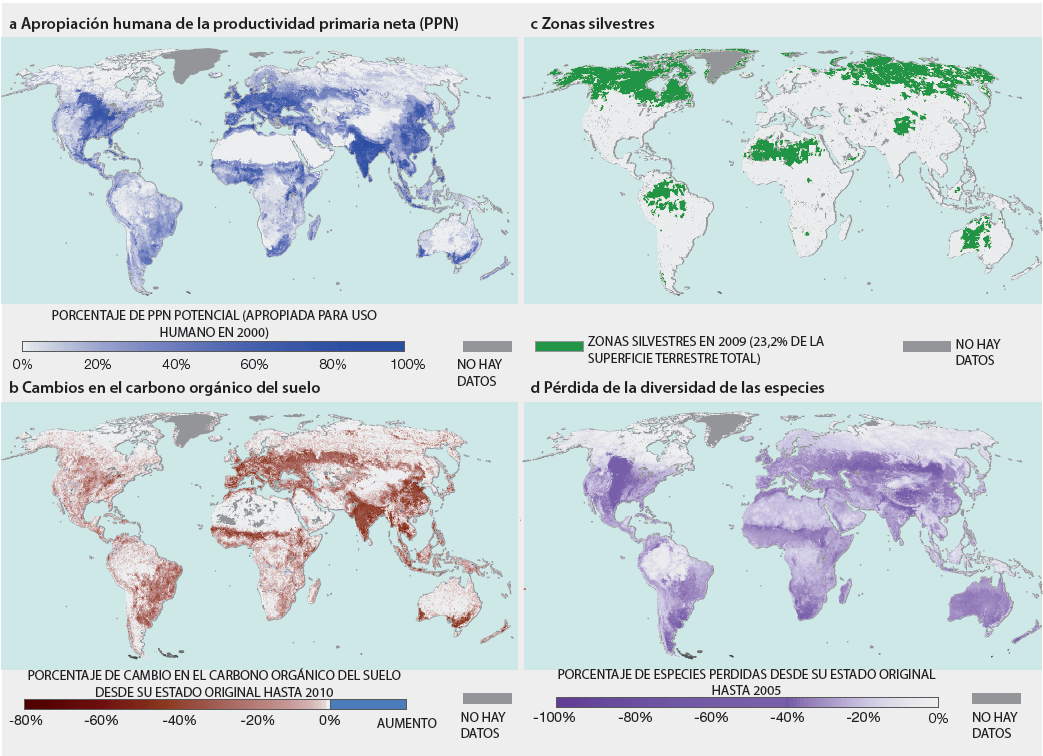 a Apropiación humana de la productividad primaria neta (PPN)
PORCENTAJE DE PPN POTENCIAL (APROPIADA PARA USO
HUMANO EN 2000)
0% 20% 40% 60% 80% 100%
NO HAY
DATOS
c Zonas silvestres
ZONAS SILVESTRES EN 2009 (23,2% DE LA
SUPERFICIE TERRESTRE TOTAL)
NO HAY
DATOS
b Cambios en el carbono orgánico del suelo
PORCENTAJE DE CAMBIO EN EL CARBONO ORGÁNICO DEL SUELO
DESDE SU ESTADO ORIGINAL HASTA 2010
-80% -60% -40% -20% 0% AUMENTO
NO HAY
DATOS
d Pérdida de la diversidad de las especies
PORCENTAJE DE ESPECIES PERDIDAS DESDE SU ESTADO ORIGINAL
HASTA 2005
-100% -80% -60% -40% -20% 0%
NO HAY
DATOS